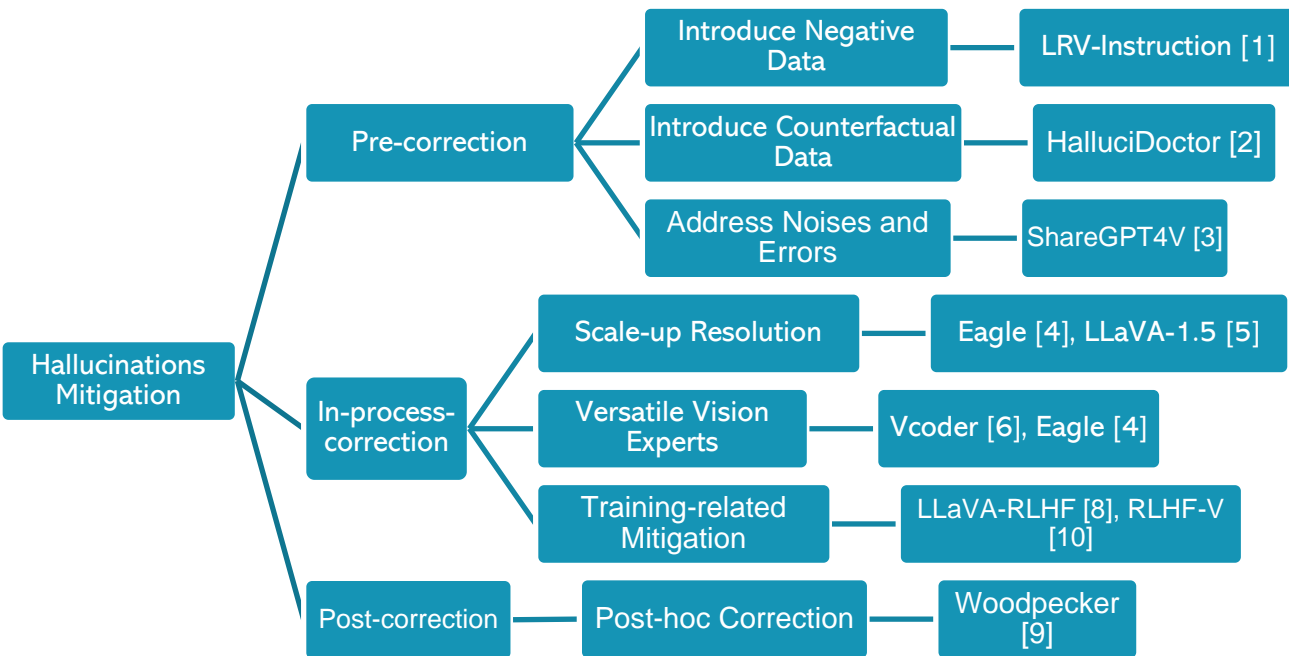 Introduce Negative
Data
LRV-Instruction [1]
Pre-correction
Introduce Counterfactual
Data
HalluciDoctor [2]
Address Noises and
Errors
ShareGPT4V [3]
Hallucinations
Mitigation
In-process-
correction
Scale-up Resolution
Eagle [4], LLaVA-1.5 [5]
Versatile Vision
Experts
Vcoder [6], Eagle [4]
Training-related
Mitigation
LLaVA-RLHF [8], RLHF-V
[10]
Post-correction
Post-hoc Correction
Woodpecker
[9]